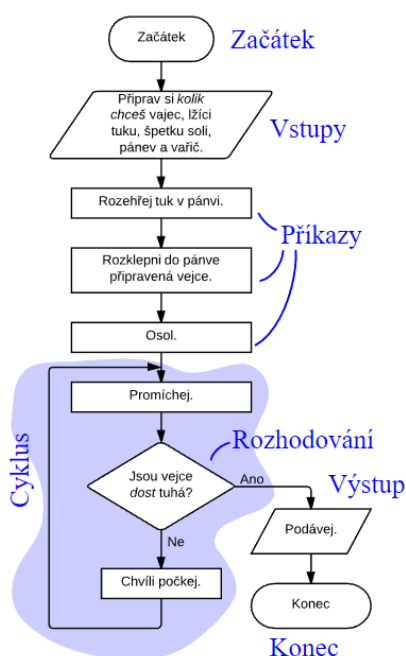 Začátek
Začátek
Připrav si kolik
chceš vajec, lžíci
tuku, špetku soli,
pánev a vařič.
Vstupy
Rozehřej tuk v pánvi.
Příkazy
Rozklepni do pánve
připravená vejce.
Osol.
Cyklus
Promíchej.
Rozhodování
Jsou vejce
dost tuhá?
Ano
Výstup
Ne
Podávej.
Chvíli počkej.
Konec
Konec